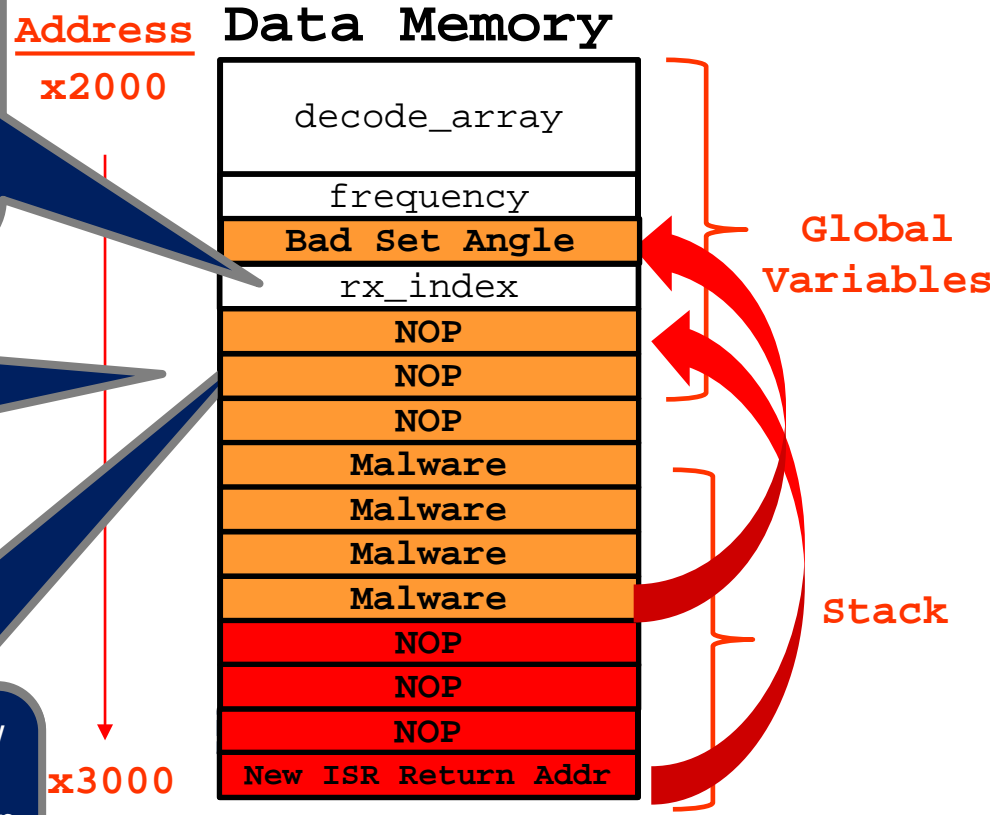 Address
Data Memory
x2000
decode_array
frequency
Bad Set Angle
rx_index
NOP
NOP
NOP
Malware
Malware
Malware
Malware
NOP
NOP
NOP
New ISR Return Addr
x3000
Global
Variables
Stack